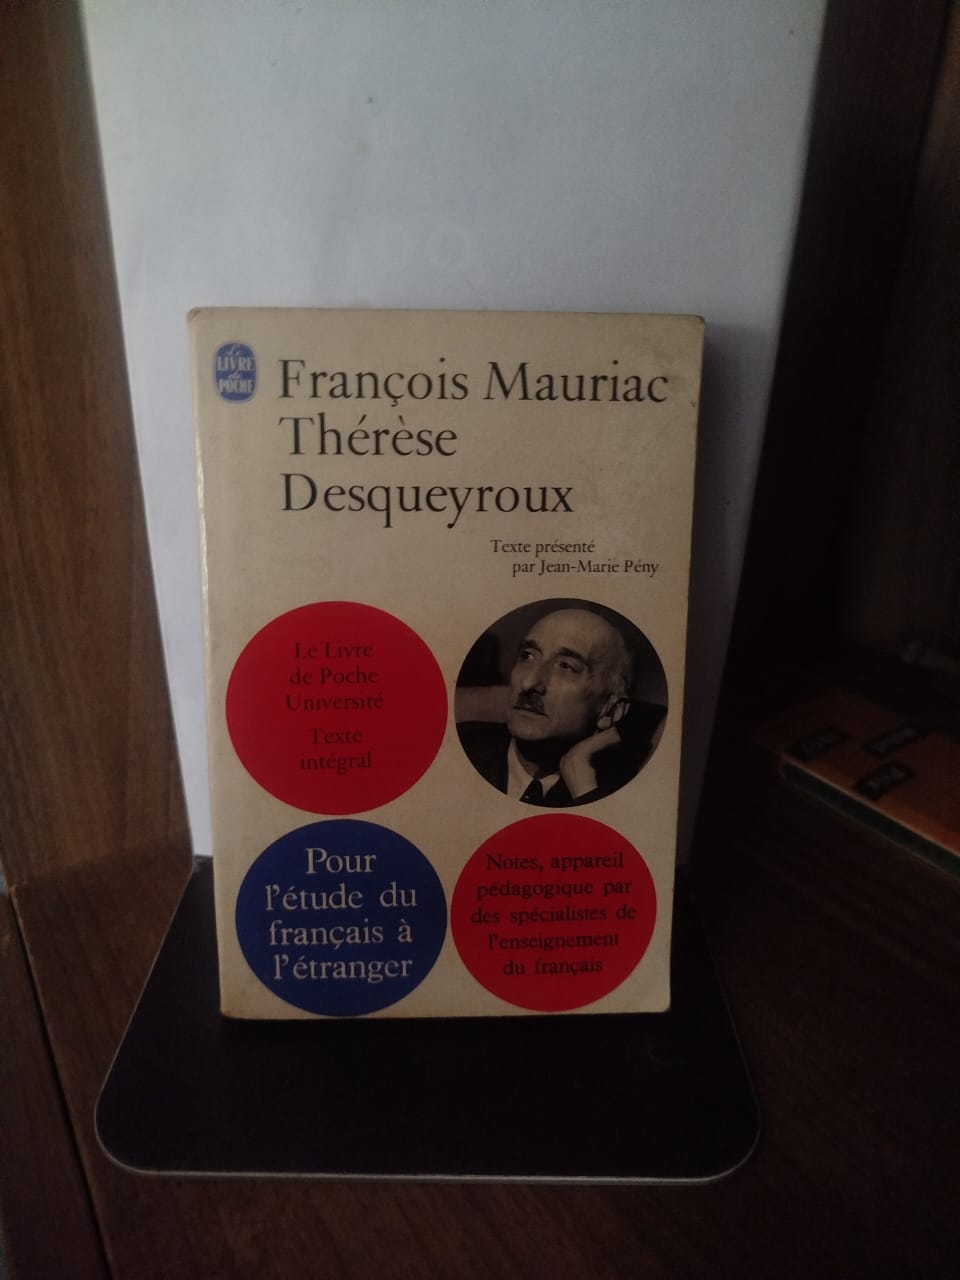 Le
LIVRE
de
POCHE
François Mauriac
Thérèse
Desqueyroux
Texte présenté
par Jean-Marie Pény
Le Livre
de Poche
Université
Texte
intégral
Pour
l'étude du
français à
l'étranger
Notes, appareil
pédagogique par
des spécialistes de
l'enseignement
du français